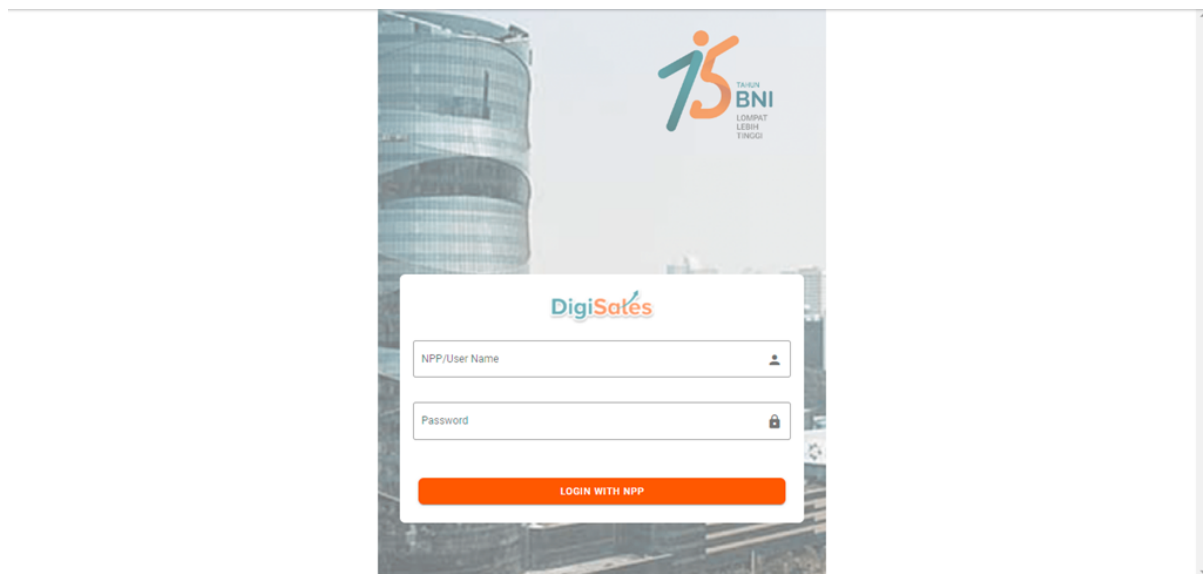 75
TAHUN
BNI
LOMPAT
LEBIH
TINGGI
DigiSales
NPP/User Name
Password
LOGIN WITH NPP